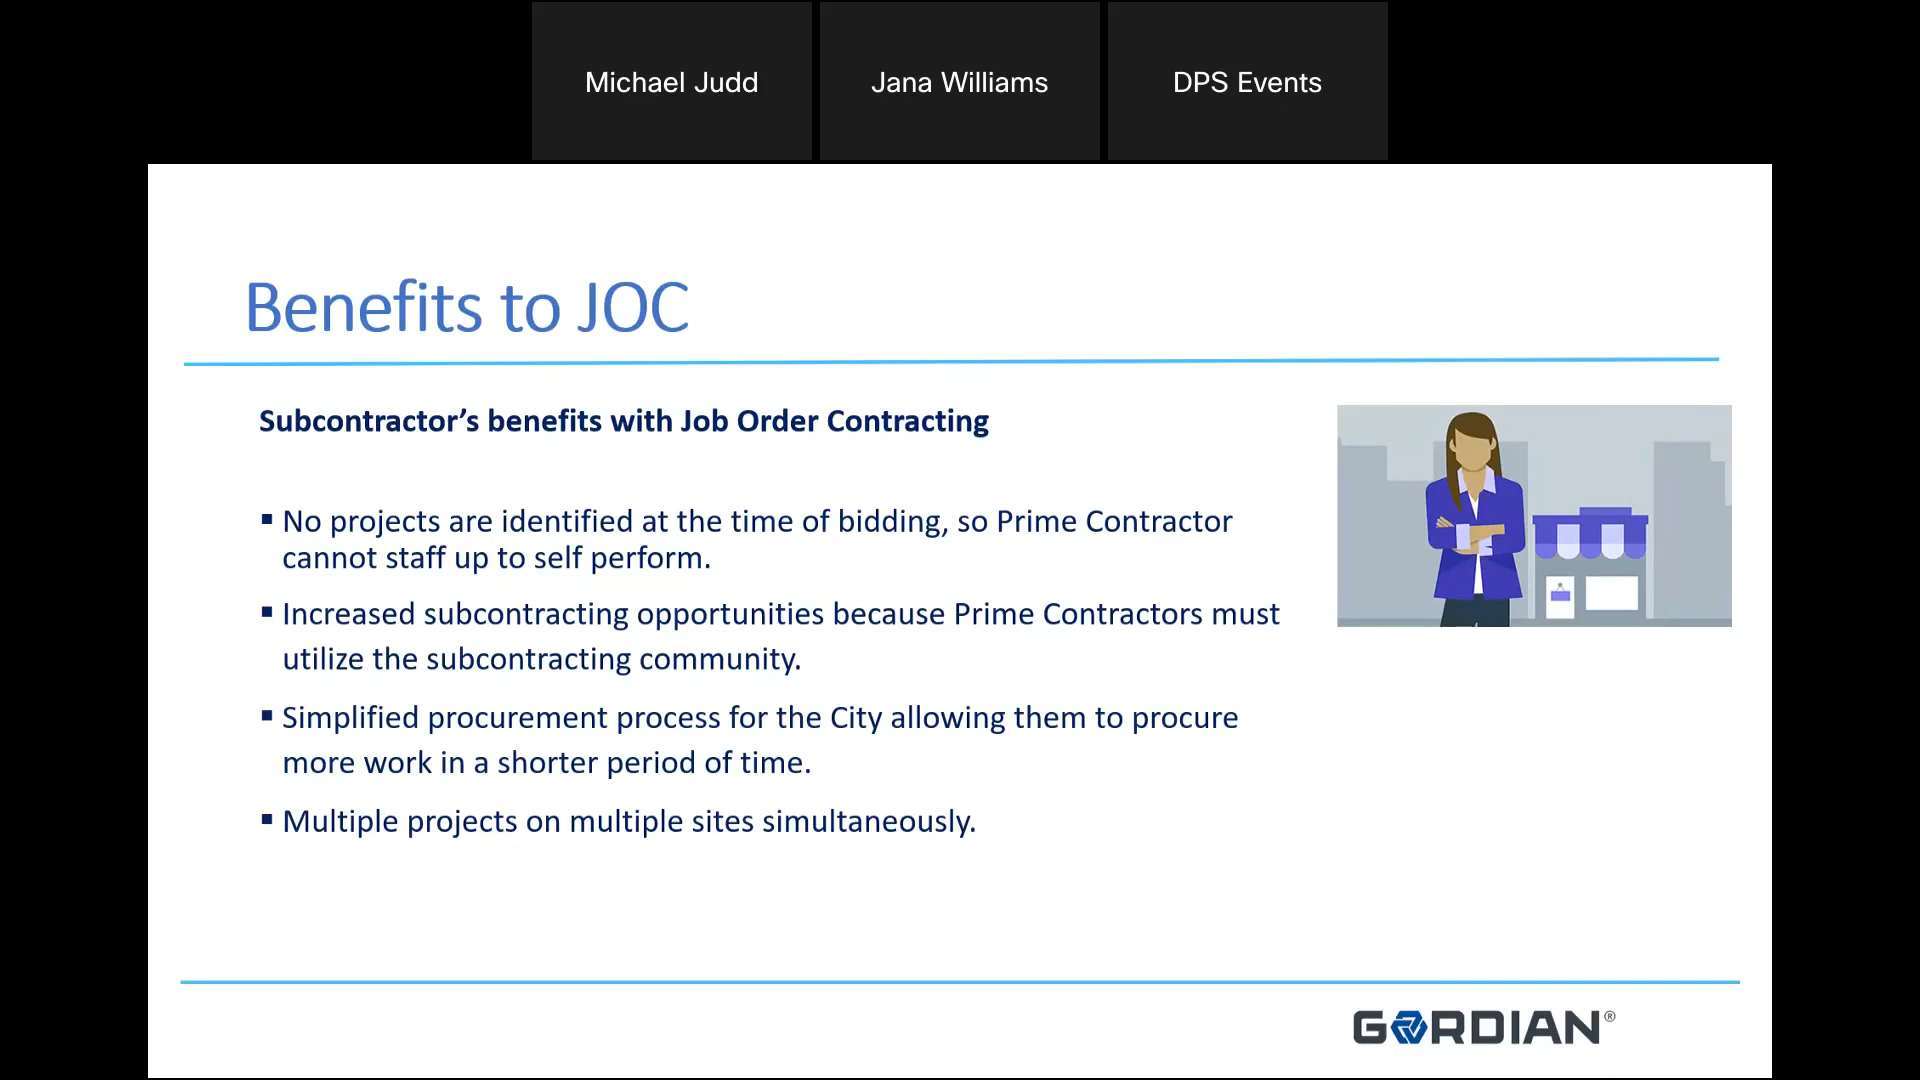 Michael Judd
Jana Williams
DPS Events
Benefits to JOC
Subcontractor’s benefits with Job Order Contracting
▪ No projects are identified at the time of bidding, so Prime Contractor
cannot staff up to self perform.
▪ Increased subcontracting opportunities because Prime Contractors must
utilize the subcontracting community.
▪ Simplified procurement process for the City allowing them to procure
more work in a shorter period of time.
▪ Multiple projects on multiple sites simultaneously.
GORDIAN®